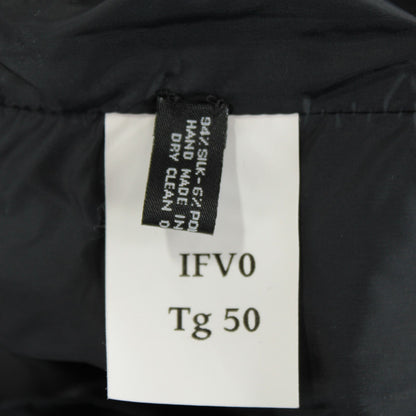 94% SILK - 6% PO
HAND MADE IN
DRY CLEAN O
IFV0
Tg 50